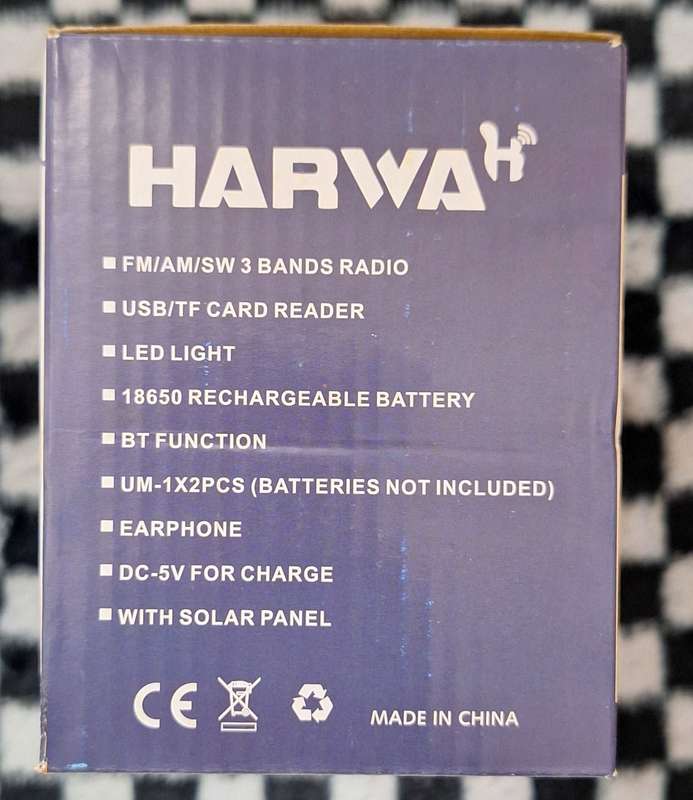 HARWA
FM/AM/SW 3 BANDS RADIO
USB/TF CARD READER
LED LIGHT
18650 RECHARGEABLE BATTERY
BT FUNCTION
UM-1X2PCS (BATTERIES NOT INCLUDED)
EARPHONE
DC-5V FOR CHARGE
WITH SOLAR PANEL
CE
MADE IN CHINA